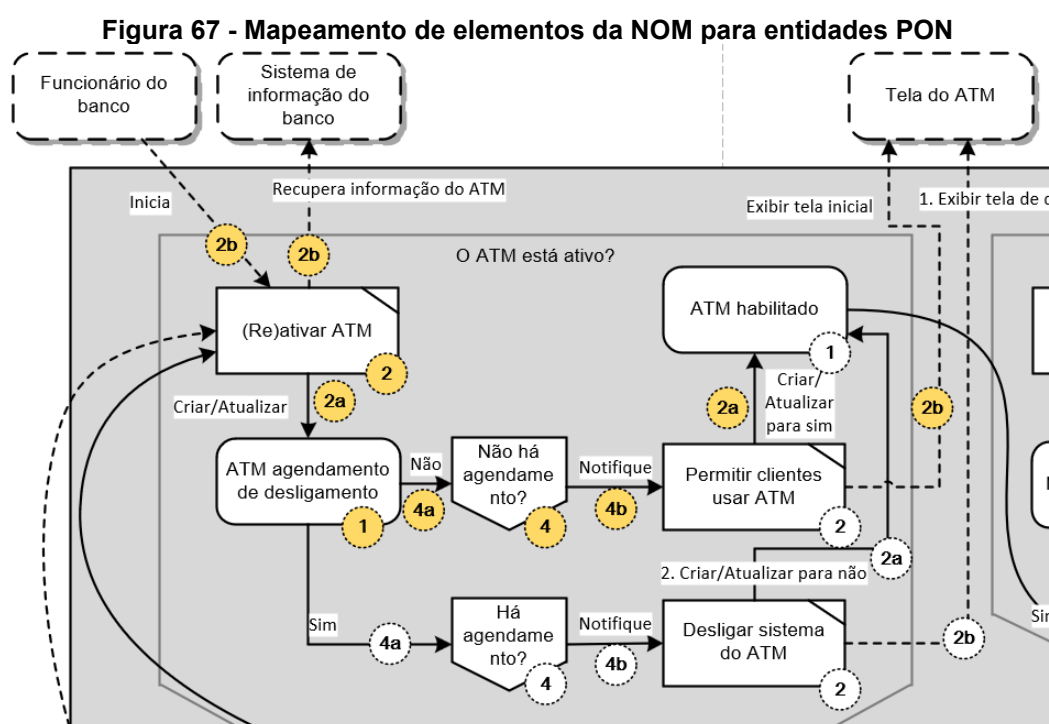 Figura 67 - Mapeamento de elementos da NOM para entidades PON
Funcionário do
banco
Sistema de
informação do
banco
Tela do ATM
Inicia
Recupera informação do ATM
Exibir tela inicial
1. Exibir tela de
2b
2b
O ATM está ativo?
(Re)ativar ATM
2
ATM habilitado
1
Criar/Atualizar
2a
2a
Criar/
Atualizar
para sim
2b
ATM agendamento
de desligamento
1
Não
4a
Não há
agendame
nto?
4
Notifique
4b
Permitir clientes
usar ATM
2
2a
2. Criar/Atualizar para não
Sim
4a
Há
agendame
nto?
4
Notifique
4b
Desligar sistema
do ATM
2
2b